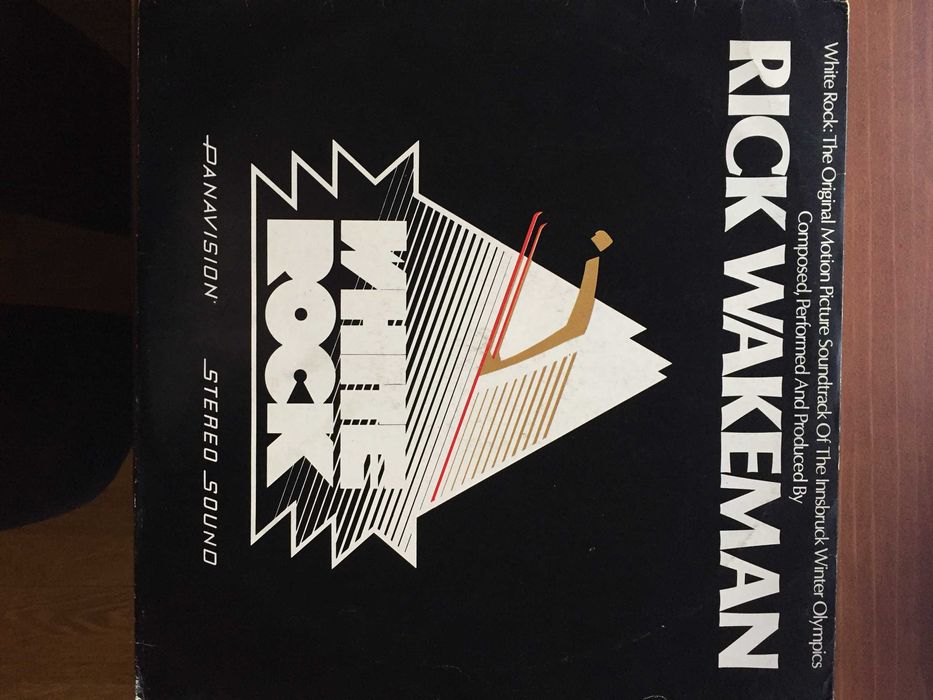 White Rock: The Original Motion Picture Soundtrack Of The Innsbruck Winter Olympics
Composed, Performed And Produced By
RICK WAKEMAN
WHITE
ROCK
PANAVISION® STEREO SOUND